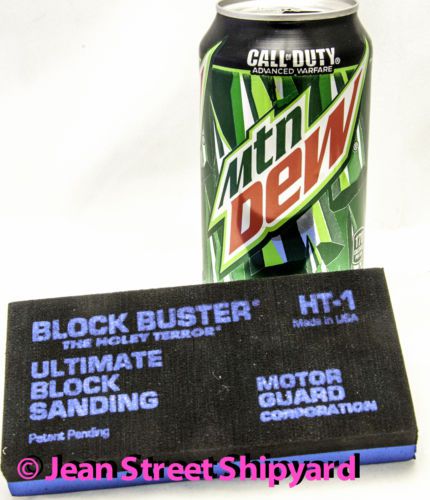 CALL OF DUTY®
ADVANCED WARFARE
Mtn
DEW
BLOCK BUSTER®
THE HOLEY TERROR®
ULTIMATE
BLOCK
SANDING
Patent Pending
HT-1
Made in USA
MOTOR
GUARD
CORPORATION
© Jean Street Shipyard